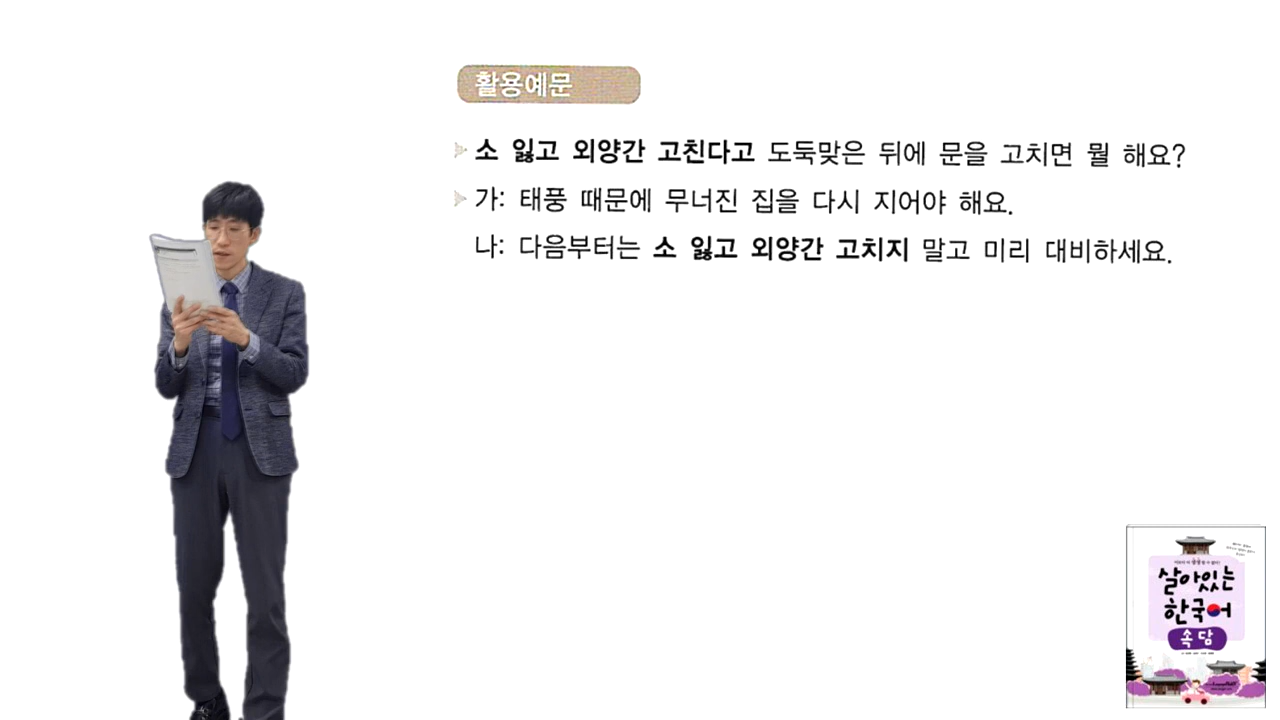 활용예문
소 잃고 외양간 고친다고 도둑맞은 뒤에 문을 고치면 뭘 해요?
가: 태풍 때문에 무너진 집을 다시 지어야 해요.
나: 다음부터는 소 잃고 외양간 고치지 말고 미리 대비하세요.
살아있는
한국어
속담